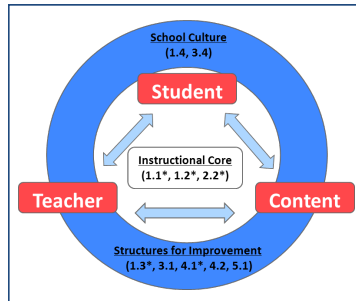 School Culture
(1.4, 3.4)
Student
Instructional Core
(1.1*, 1.2*, 2.2*)
Teacher
Content
Structures for Improvement
(1.3*, 3.1, 4.1*, 4.2, 5.1)